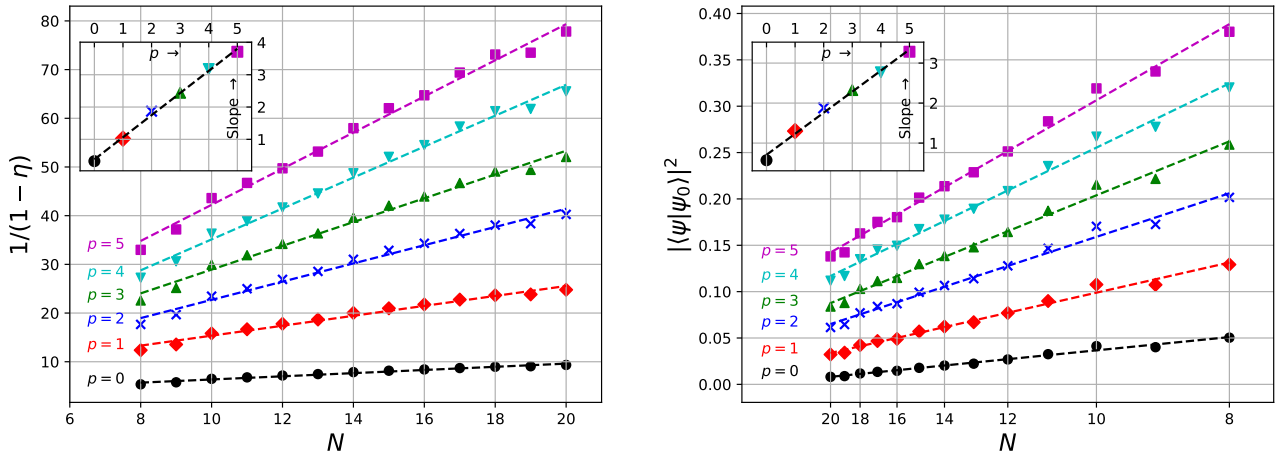 80
70
60
50
40
30
20
10
1/(1 − η)
0 1 2 3 4 5
p →
4
3
2
1
Slope →
p = 5
p = 4
p = 3
p = 2
p = 1
p = 0
6 8 10 12 14 16 18 20
N
0.40
0.35
0.30
0.25
0.20
0.15
0.10
0.05
0.00
|⟨ψ|ψ₀⟩|²
0 1 2 3 4 5
p →
3
2
1
Slope →
p = 5
p = 4
p = 3
p = 2
p = 1
p = 0
20 18 16 14 12 10 8
N